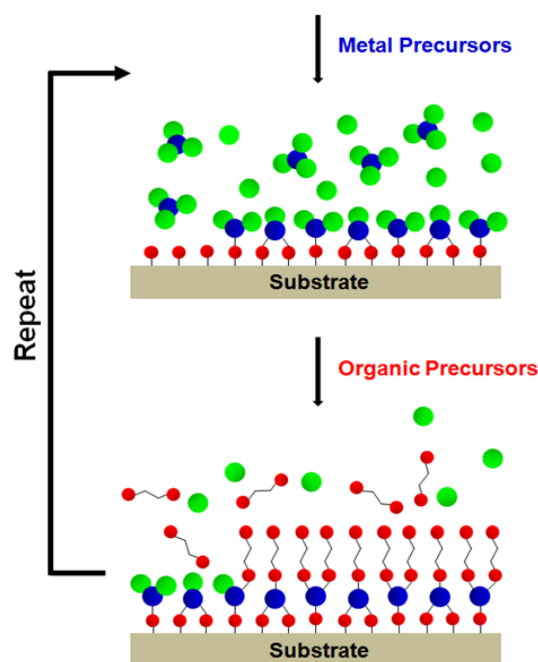 Metal Precursors
Substrate
Repeat
Organic Precursors
Substrate